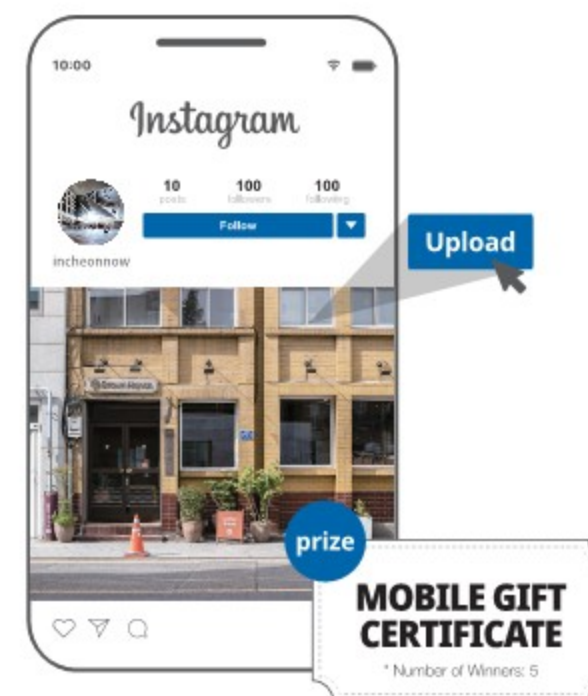 10:00
Instagram
10 100 100
posts followers following
Follow
incheonnow
Upload
prize
MOBILE GIFT
CERTIFICATE
* Number of Winners: 5